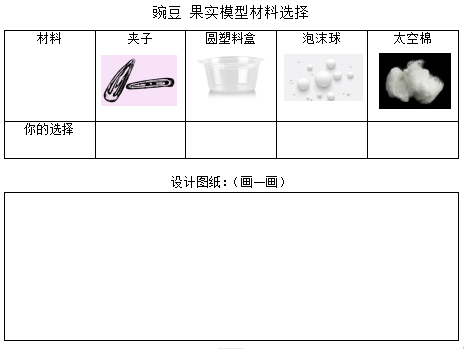 豌豆 果实模型材料选择
材料 夹子 圆塑料盒 泡沫球 太空棉
你的选择
设计图纸:(画一画)